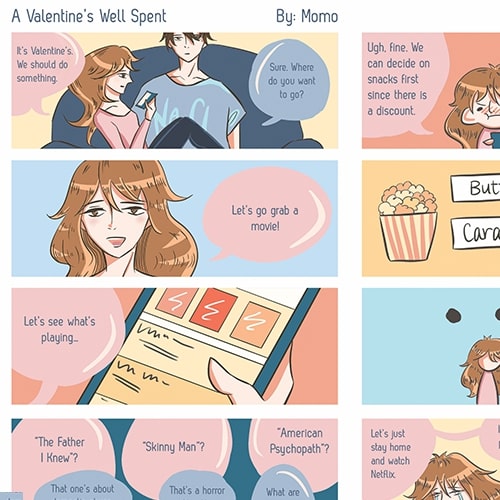 A Valentine's Well Spent
By: Momo
It's Valentine's.
We should do
something.
Sure. Where
do you want
to go?
Let's go grab a
movie!
Let's see what's
playing...
"The Father
I Knew"?
"Skinny Man"?
"American
Psychopath"?
That one's about
That's a horror
What are
Ugh, fine. We
can decide on
snacks first
since there is
a discount.
Let's just
stay home
and watch
Netflix.